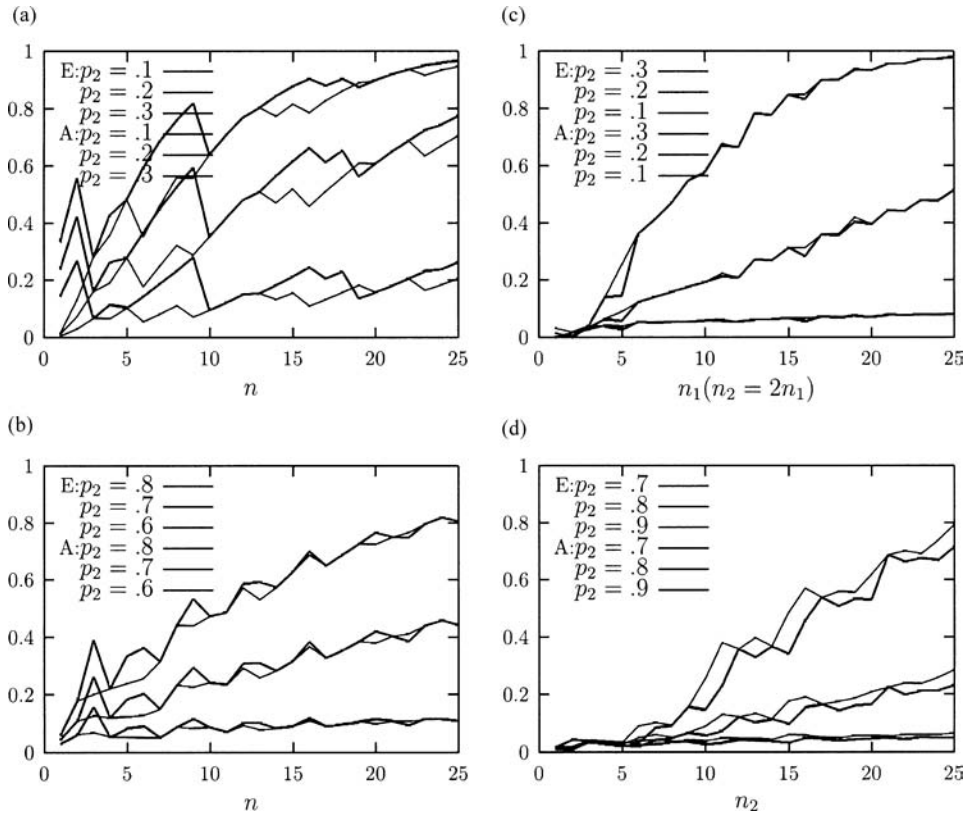 (a)
1
0.8
0.6
0.4
0.2
0
E:p₂ = .1
p₂ = .2
p₂ = .3
A:p₂ = .1
p₂ = .2
p₂ = .3
0 5 10 15 20 25
n
(c)
1
0.8
0.6
0.4
0.2
0
E:p₂ = .3
p₂ = .2
p₂ = .1
A:p₂ = .3
p₂ = .2
p₂ = .1
0 5 10 15 20 25
n₁(n₂ = 2n₁)
(b)
1
0.8
0.6
0.4
0.2
0
E:p₂ = .8
p₂ = .7
p₂ = .6
A:p₂ = .8
p₂ = .7
p₂ = .6
0 5 10 15 20 25
n
(d)
1
0.8
0.6
0.4
0.2
0
E:p₂ = .7
p₂ = .8
p₂ = .9
A:p₂ = .7
p₂ = .8
p₂ = .9
0 5 10 15 20 25
n₂